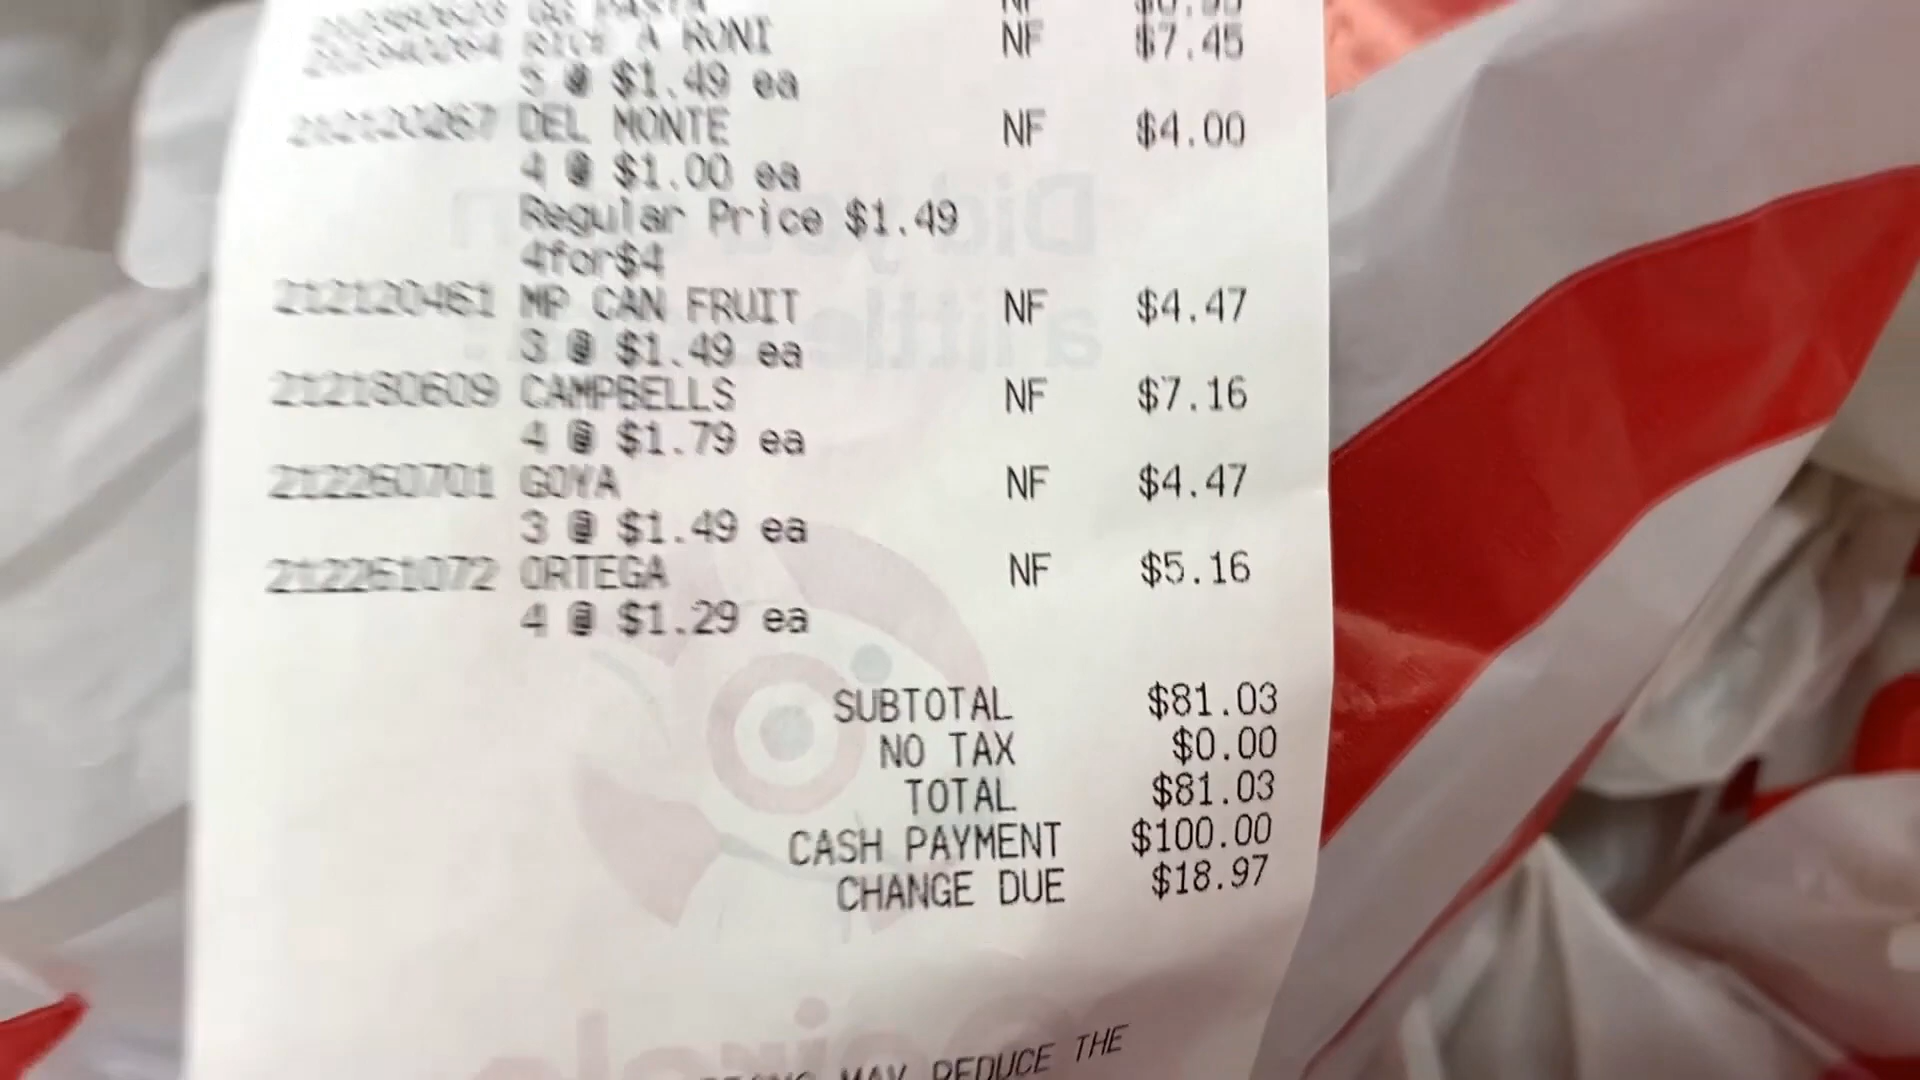 PASTA NF
RICE A RONI NF $7.45
5 @ $1.49 ea
212120267 DEL MONTE NF $4.00
4 @ $1.00 ea
Regular Price $1.49
4for$4
212120461 MP CAN FRUIT NF $4.47
3 @ $1.49 ea
212180609 CAMPBELLS NF $7.16
4 @ $1.79 ea
212260701 GOYA NF $4.47
3 @ $1.49 ea
212261072 ORTEGA NF $5.16
4 @ $1.29 ea
SUBTOTAL $81.03
NO TAX $0.00
TOTAL $81.03
CASH PAYMENT $100.00
CHANGE DUE $18.97
MAY REDUCE THE